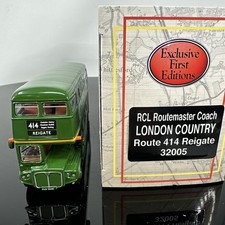 414
REIGATE
Exclusive
First
Editions
RCL Routemaster Coach
LONDON COUNTRY
Route 414 Reigate
32005